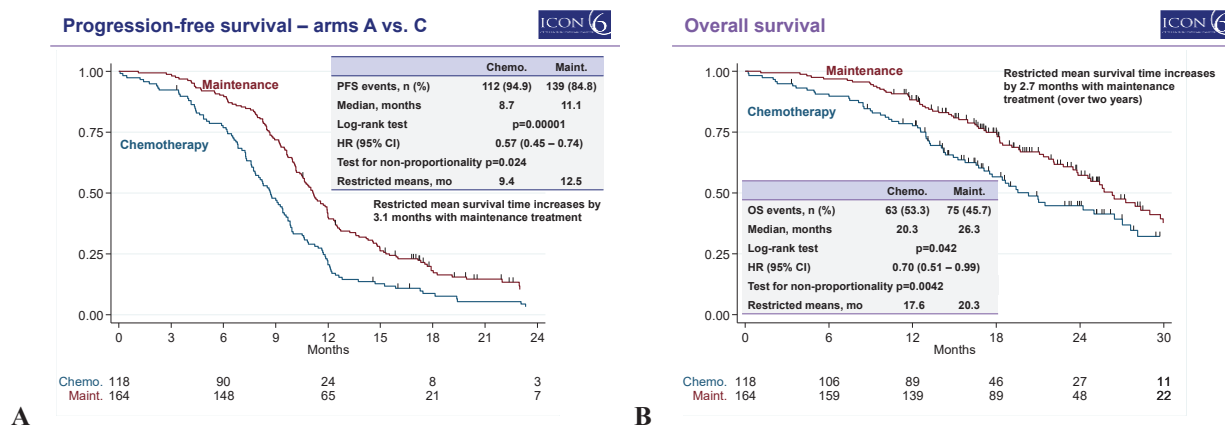 Progression-free survival – arms A vs. C
ICON 6
Maintenance
Chemotherapy
1.00
0.75
0.50
0.25
0.00
Chemo. Maint.
PFS events, n (%) 112 (94.9) 139 (84.8)
Median, months 8.7 11.1
Log-rank test p=0.00001
HR (95% CI) 0.57 (0.45 – 0.74)
Test for non-proportionality p=0.024
Restricted means, mo 9.4 12.5
Restricted mean survival time increases by
3.1 months with maintenance treatment
0 3 6 9 12 15 18 21 24
Months
Chemo. 118 90 24 8 3
Maint. 164 148 65 21 7
A
Overall survival
ICON 6
Maintenance
Chemotherapy
Restricted mean survival time increases
by 2.7 months with maintenance
treatment (over two years)
1.00
0.75
0.50
0.25
0.00
Chemo. Maint.
OS events, n (%) 63 (53.3) 75 (45.7)
Median, months 20.3 26.3
Log-rank test p=0.042
HR (95% CI) 0.70 (0.51 – 0.99)
Test for non-proportionality p=0.0042
Restricted means, mo 17.6 20.3
0 6 12 18 24 30
Months
Chemo. 118 106 89 46 27 11
Maint. 164 159 139 89 48 22
B